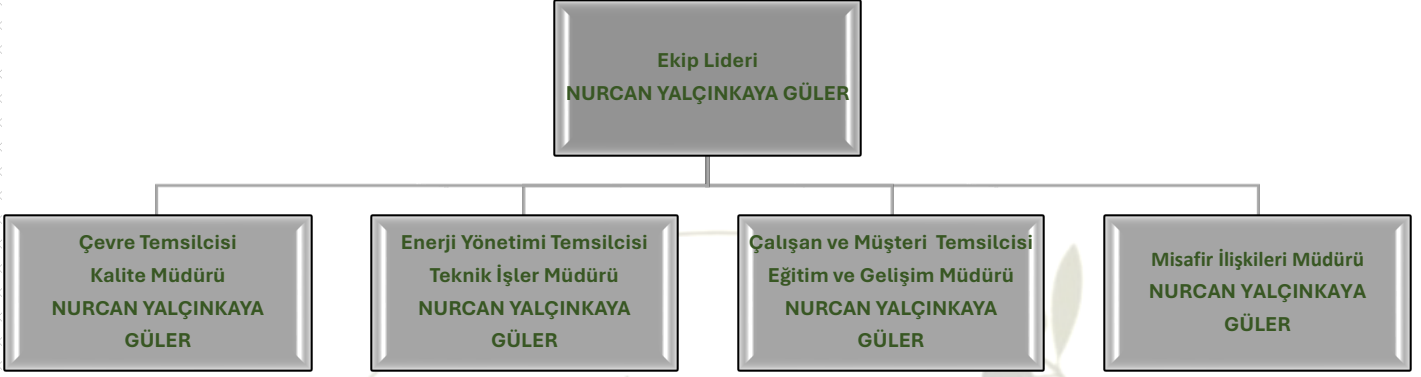 Ekip Lideri
NURCAN YALÇINKAYA GÜLER
Çevre Temsilcisi
Kalite Müdürü
NURCAN YALÇINKAYA
GÜLER
Enerji Yönetimi Temsilcisi
Teknik İşler Müdürü
NURCAN YALÇINKAYA
GÜLER
Çalışan ve Müşteri Temsilcisi
Eğitim ve Gelişim Müdürü
NURCAN YALÇINKAYA
GÜLER
Misafir İlişkileri Müdürü
NURCAN YALÇINKAYA
GÜLER